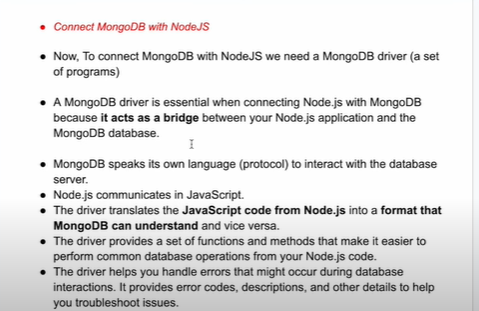 Connect MongoDB with NodeJS
Now, To connect MongoDB with NodeJS we need a MongoDB driver (a set
of programs)
A MongoDB driver is essential when connecting Node.js with MongoDB
because it acts as a bridge between your Node.js application and the
MongoDB database.
MongoDB speaks its own language (protocol) to interact with the database
server.
Node.js communicates in JavaScript.
The driver translates the JavaScript code from Node.js into a format that
MongoDB can understand and vice versa.
The driver provides a set of functions and methods that make it easier to
perform common database operations from your Node.js code.
The driver helps you handle errors that might occur during database
interactions. It provides error codes, descriptions, and other details to help
you troubleshoot issues.